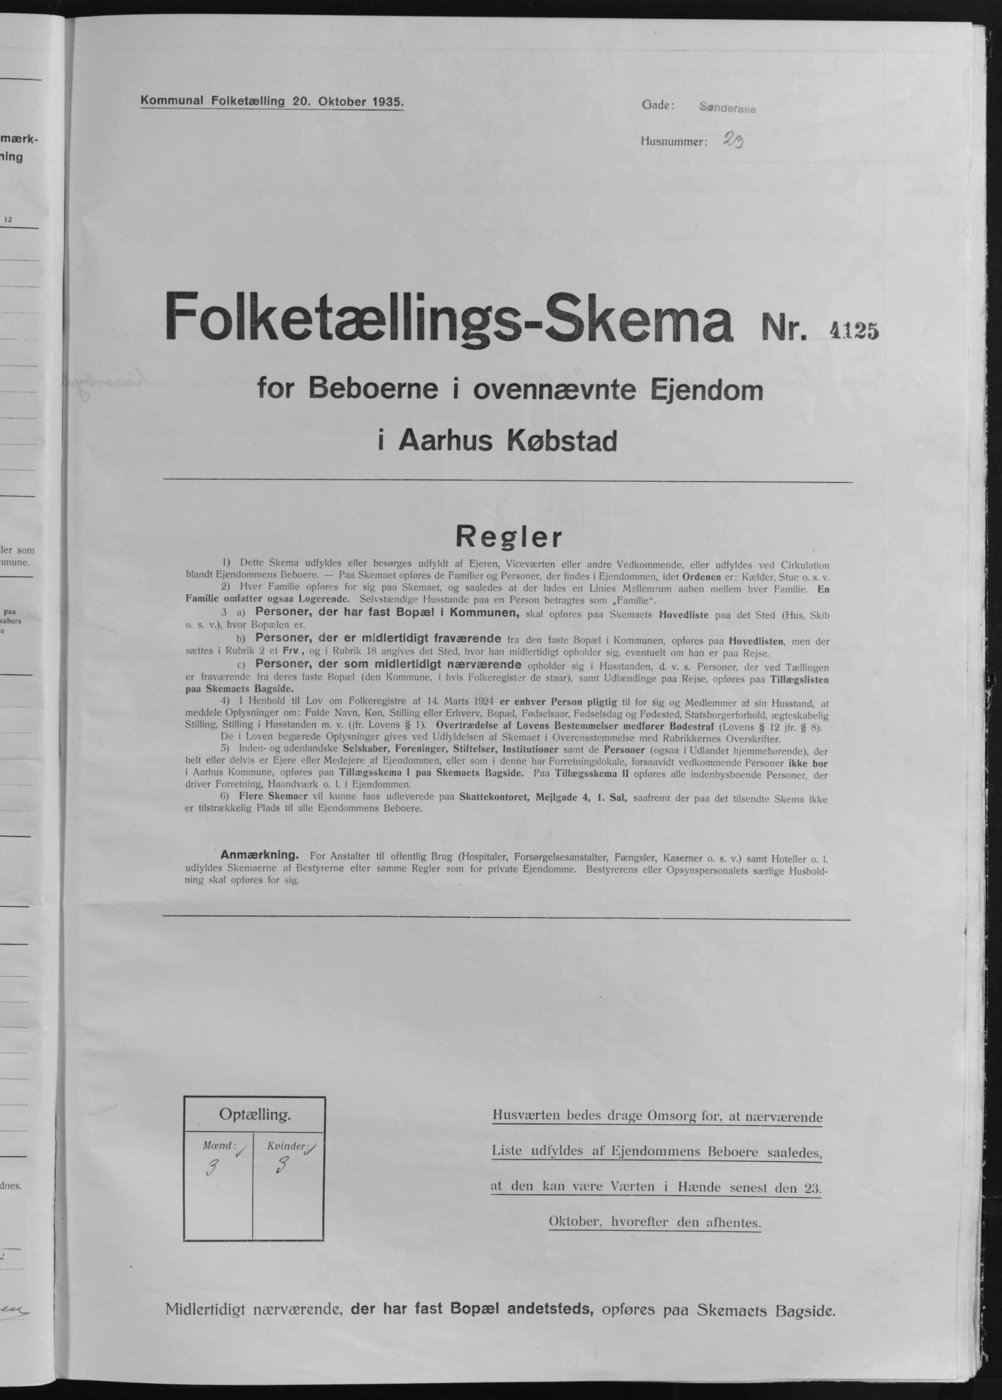 mærk-
ning
12
ler som
mmune.
paa
kabers
e
dnes.
Kommunal Folketælling 20. Oktober 1935.
Gade: Sønderalle
Husnummer: 23
Folketællings-Skema Nr. 4125
for Beboerne i ovennævnte Ejendom
i Aarhus Købstad
Regler
1) Dette Skema udfyldes eller besørges udfyldt af Ejeren, Viceværten eller andre Vedkommende, eller udfyldes ved Cirkulation
blandt Ejendommens Beboere. — Paa Skemaet opføres de Familier og Personer, der findes i Ejendommen, idet Ordenen er: Kælder, Stue o. s. v.
2) Hver Familie opføres for sig paa Skemaet, og saaledes at der lades en Linies Mellemrum aaben mellem hver Familie. En
Familie omfatter ogsaa Logerende. Selvstændige Husstande paa en Person betragtes som „Familie“.
3 a) Personer, der har fast Bopæl i Kommunen, skal opføres paa Skemaets Hovedliste paa det Sted (Hus, Skib
o. s. v.), hvor Bopælen er.
b) Personer, der er midlertidigt fraværende fra den faste Bopæl i Kommunen, opføres paa Hovedlisten, men der
sættes i Rubrik 2 et Frv., og i Rubrik 18 angives det Sted, hvor han midlertidigt opholder sig, eventuelt om han er paa Rejse.
c) Personer, der som midlertidigt nærværende opholder sig i Husstanden, d. v. s. Personer, der ved Tællingen
er fraværende fra deres faste Bopæl (den Kommune, i hvis Folkeregister de staar), samt Udlændinge paa Rejse, opføres paa Tillægslisten
paa Skemaets Bagside.
4) I Henhold til Lov om Folkeregistre af 14. Marts 1924 er enhver Person pligtig til for sig og Medlemmer af sin Husstand, at
meddele Oplysninger om: Fulde Navn, Køn, Stilling eller Erhverv, Bopæl, Fødselsaar, Fødselsdag og Fødested, Statsborgerforhold, ægteskabelig
Stilling, Stilling i Husstanden m. v. (jfr. Lovens § 1). Overtrædelse af Lovens Bestemmelser medfører Bødestraf (Lovens § 12 jfr. § 8).
De i Loven begærede Oplysninger gives ved Udfyldelsen af Skemaet i Overensstemmelse med Rubrikkernes Overskrifter.
5) Inden- og udenlandske Selskaber, Foreninger, Stiftelser, Institutioner samt de Personer (ogsaa i Udlandet hjemmehørende), der
helt eller delvis er Ejere eller Medejere af Ejendommen, eller som i denne har Forretningslokale, forsaavidt vedkommende Personer ikke bor
i Aarhus Kommune, opføres paa Tillægsskema I paa Skemaets Bagside. Paa Tillægsskema II opføres alle indenbysboende Personer, der
driver Forretning, Haandværk o. l. i Ejendommen.
6) Flere Skemaer vil kunne faas udleverede paa Skattekontoret, Mejlgade 4, 1. Sal, saafremt der paa det tilsendte Skema ikke
er tilstrækkelig Plads til alle Ejendommens Beboere.
Anmærkning. For Anstalter til offentlig Brug (Hospitaler, Forsørgelsesanstalter, Fængsler, Kaserner o. s. v.) samt Hoteller o. l.
udfyldes Skemaerne af Bestyrerne efter samme Regler som for private Ejendomme. Bestyrerens eller Opsynspersonalets særlige Hushold-
ning skal opføres for sig.
Optælling.
Mænd: Kvinder:
3 3
Husværten bedes drage Omsorg for, at nærværende
Liste udfyldes af Ejendommens Beboere saaledes,
at den kan være Værten i Hænde senest den 23.
Oktober, hvorefter den afhentes.
Midlertidigt nærværende, der har fast Bopæl andetsteds, opføres paa Skemaets Bagside.